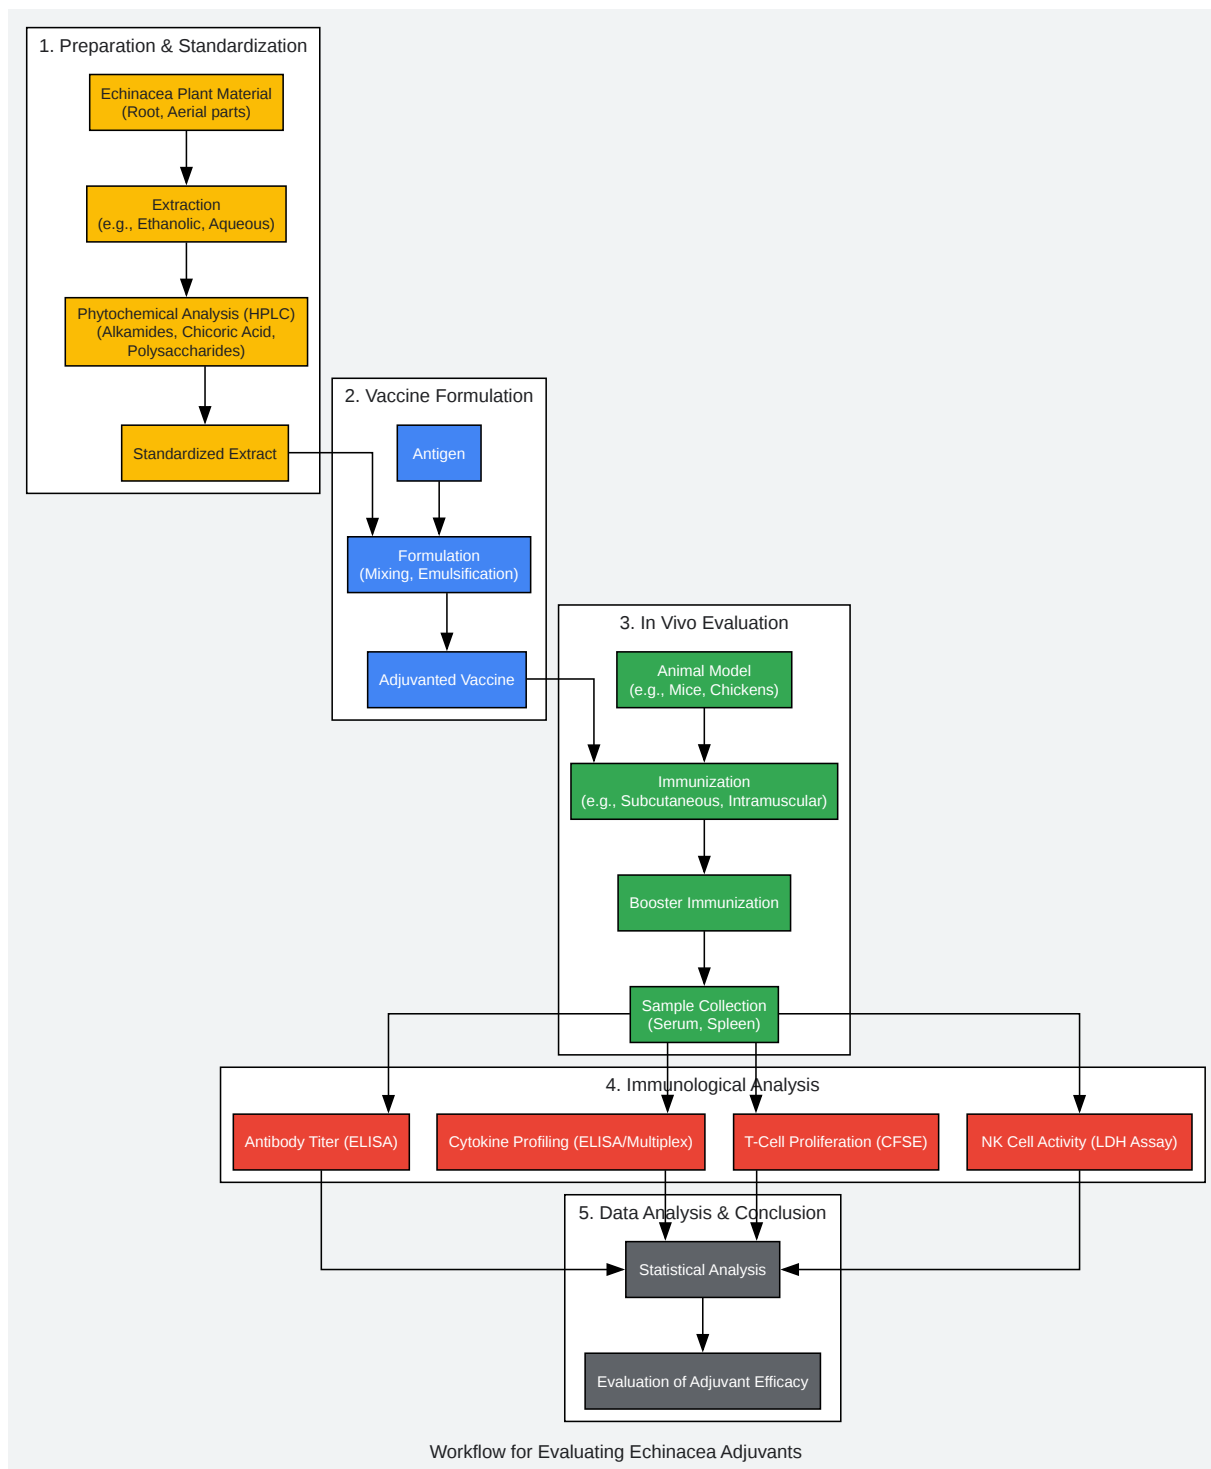 1. Preparation & Standardization
Echinacea Plant Material
(Root, Aerial parts)
Extraction
(e.g., Ethanolic, Aqueous)
Phytochemical Analysis (HPLC)
(Alkamides, Chicoric Acid,
Polysaccharides)
Standardized Extract
2. Vaccine Formulation
Antigen
Formulation
(Mixing, Emulsification)
Adjuvanted Vaccine
3. In Vivo Evaluation
Animal Model
(e.g., Mice, Chickens)
Immunization
(e.g., Subcutaneous, Intramuscular)
Booster Immunization
Sample Collection
(Serum, Spleen)
4. Immunological Analysis
Antibody Titer (ELISA)
Cytokine Profiling (ELISA/Multiplex)
T-Cell Proliferation (CFSE)
NK Cell Activity (LDH Assay)
5. Data Analysis & Conclusion
Statistical Analysis
Evaluation of Adjuvant Efficacy
Workflow for Evaluating Echinacea Adjuvants